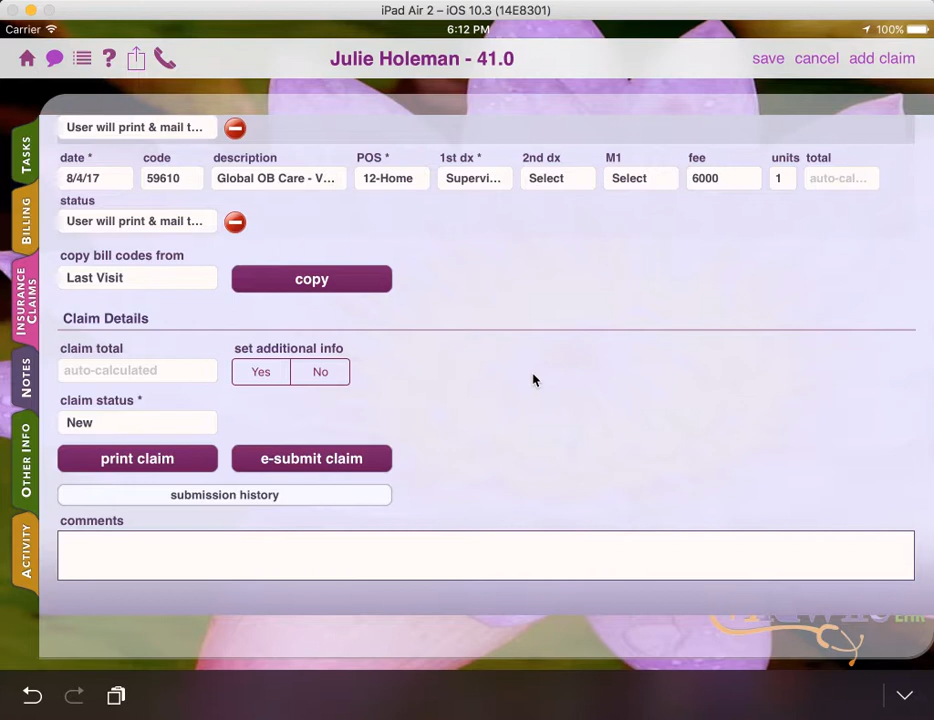 iPad Air 2 – iOS 10.3 (14E8301)
Carrier 6:12 PM 100%
? Julie Holeman - 41.0 save cancel add claim
TASKS
BILLING
INSURANCE CLAIMS
NOTES
OTHER INFO
ACTIVITY
User will print & mail t...
date * code description POS * 1st dx * 2nd dx M1 fee units total
8/4/17 59610 Global OB Care - V... 12-Home Supervi... Select Select 6000 1 auto-cal...
status
User will print & mail t...
copy bill codes from
Last Visit copy
Claim Details
claim total set additional info
auto-calculated Yes No
claim status *
New
print claim e-submit claim
submission history
comments